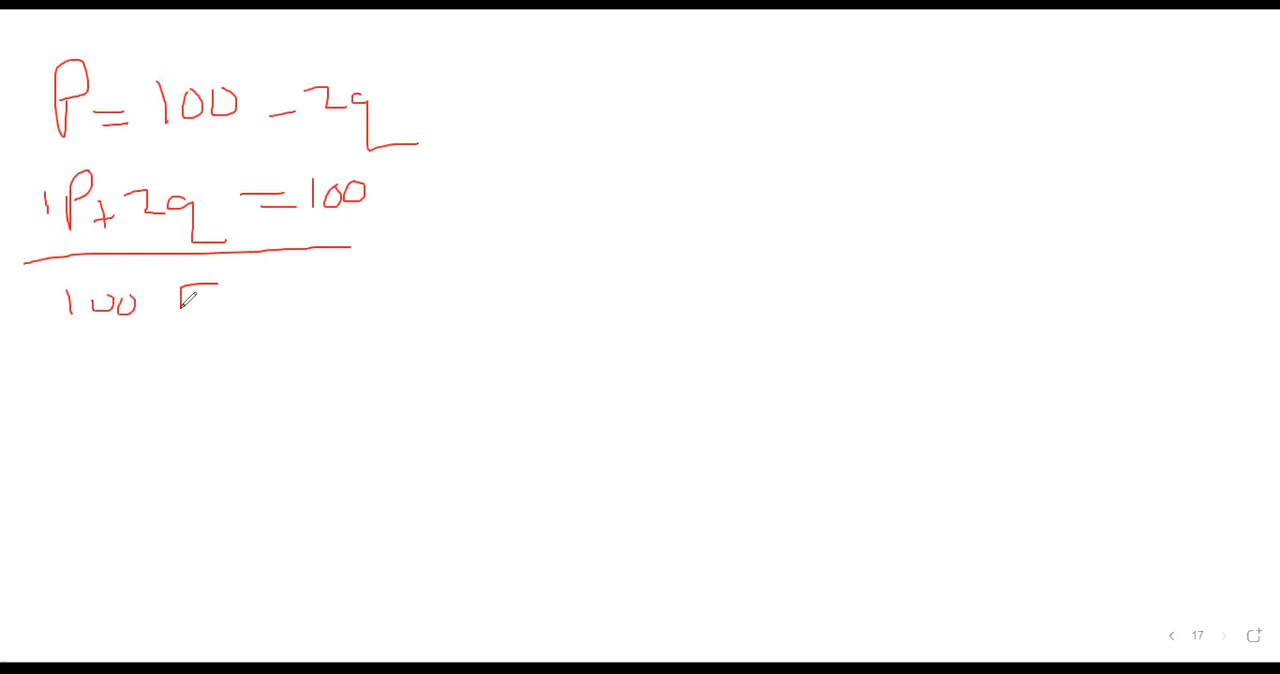 P = 100 - 2q
1P + 2q = 100
100
17